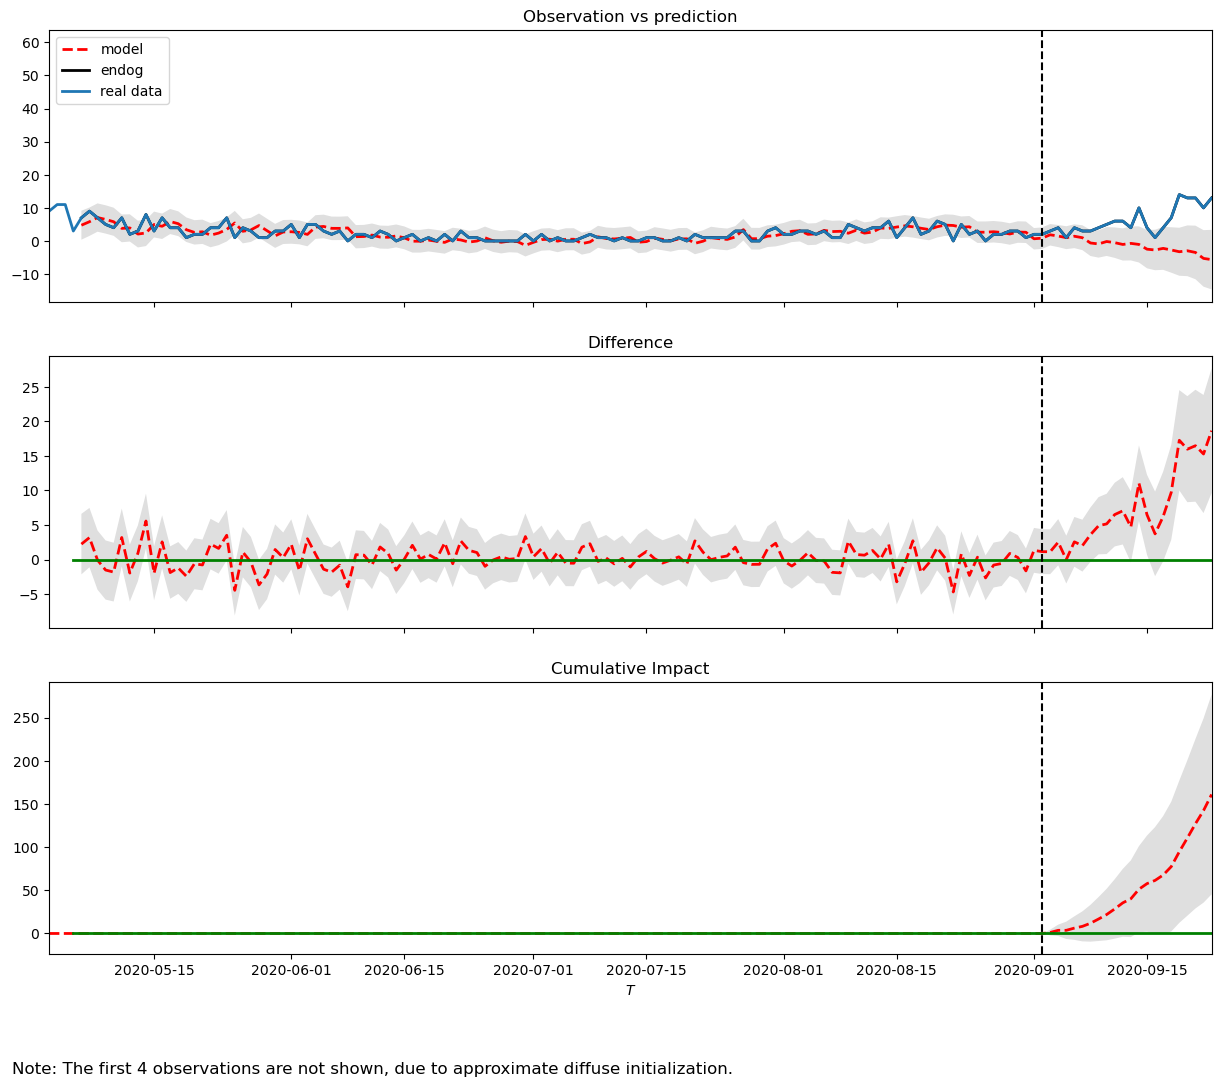 Observation vs prediction
60
50
40
30
20
10
0
−10
model
endog
real data
Difference
25
20
15
10
5
0
−5
Cumulative Impact
250
200
150
100
50
0
2020-05-15 2020-06-01 2020-06-15 2020-07-01 2020-07-15 2020-08-01 2020-08-15 2020-09-01 2020-09-15
T
Note: The first 4 observations are not shown, due to approximate diffuse initialization.